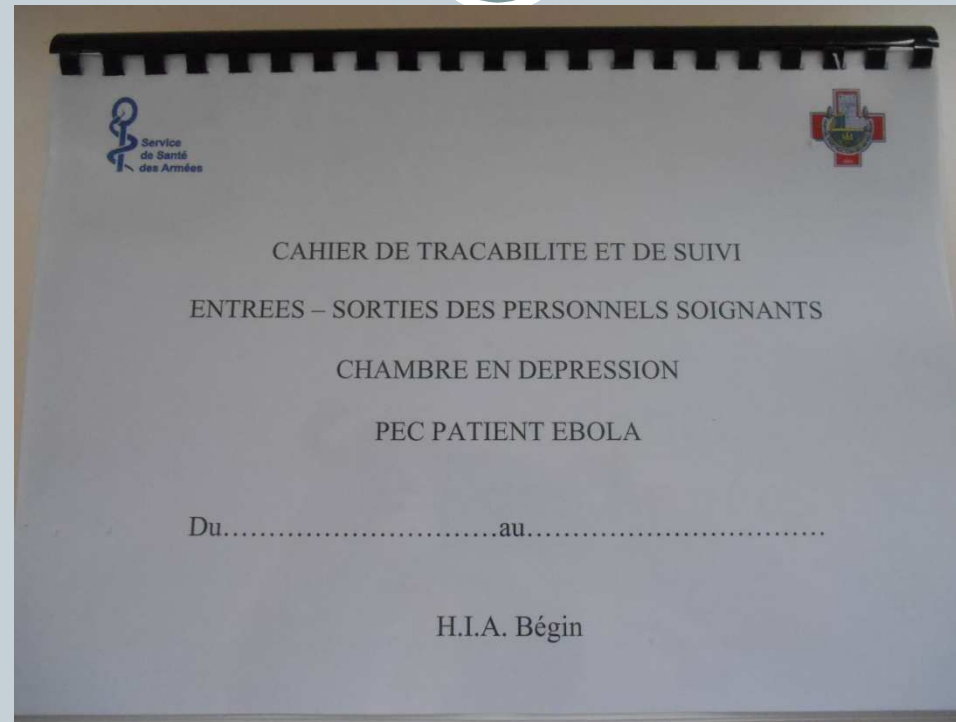 Service
de Santé
des Armées
CAHIER DE TRACABILITE ET DE SUIVI
ENTREES – SORTIES DES PERSONNELS SOIGNANTS
CHAMBRE EN DEPRESSION
PEC PATIENT EBOLA
Du..............................au.................................
H.I.A. Bégin